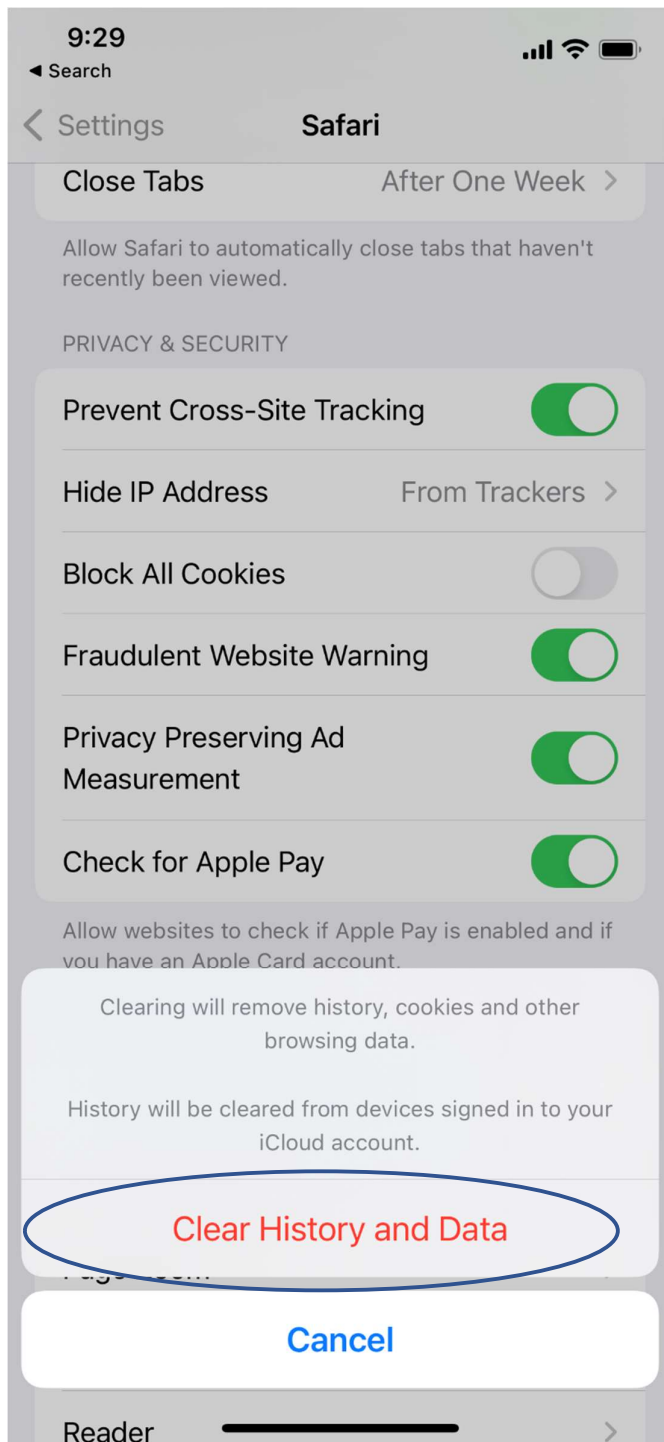 9:29
Search
Settings
Safari
Close Tabs
After One Week
Allow Safari to automatically close tabs that haven't
recently been viewed.
PRIVACY & SECURITY
Prevent Cross-Site Tracking
Hide IP Address
From Trackers
Block All Cookies
Fraudulent Website Warning
Privacy Preserving Ad
Measurement
Check for Apple Pay
Allow websites to check if Apple Pay is enabled and if
you have an Apple Card account.
Clearing will remove history, cookies and other
browsing data.
History will be cleared from devices signed in to your
iCloud account.
Clear History and Data
Cancel
Reader